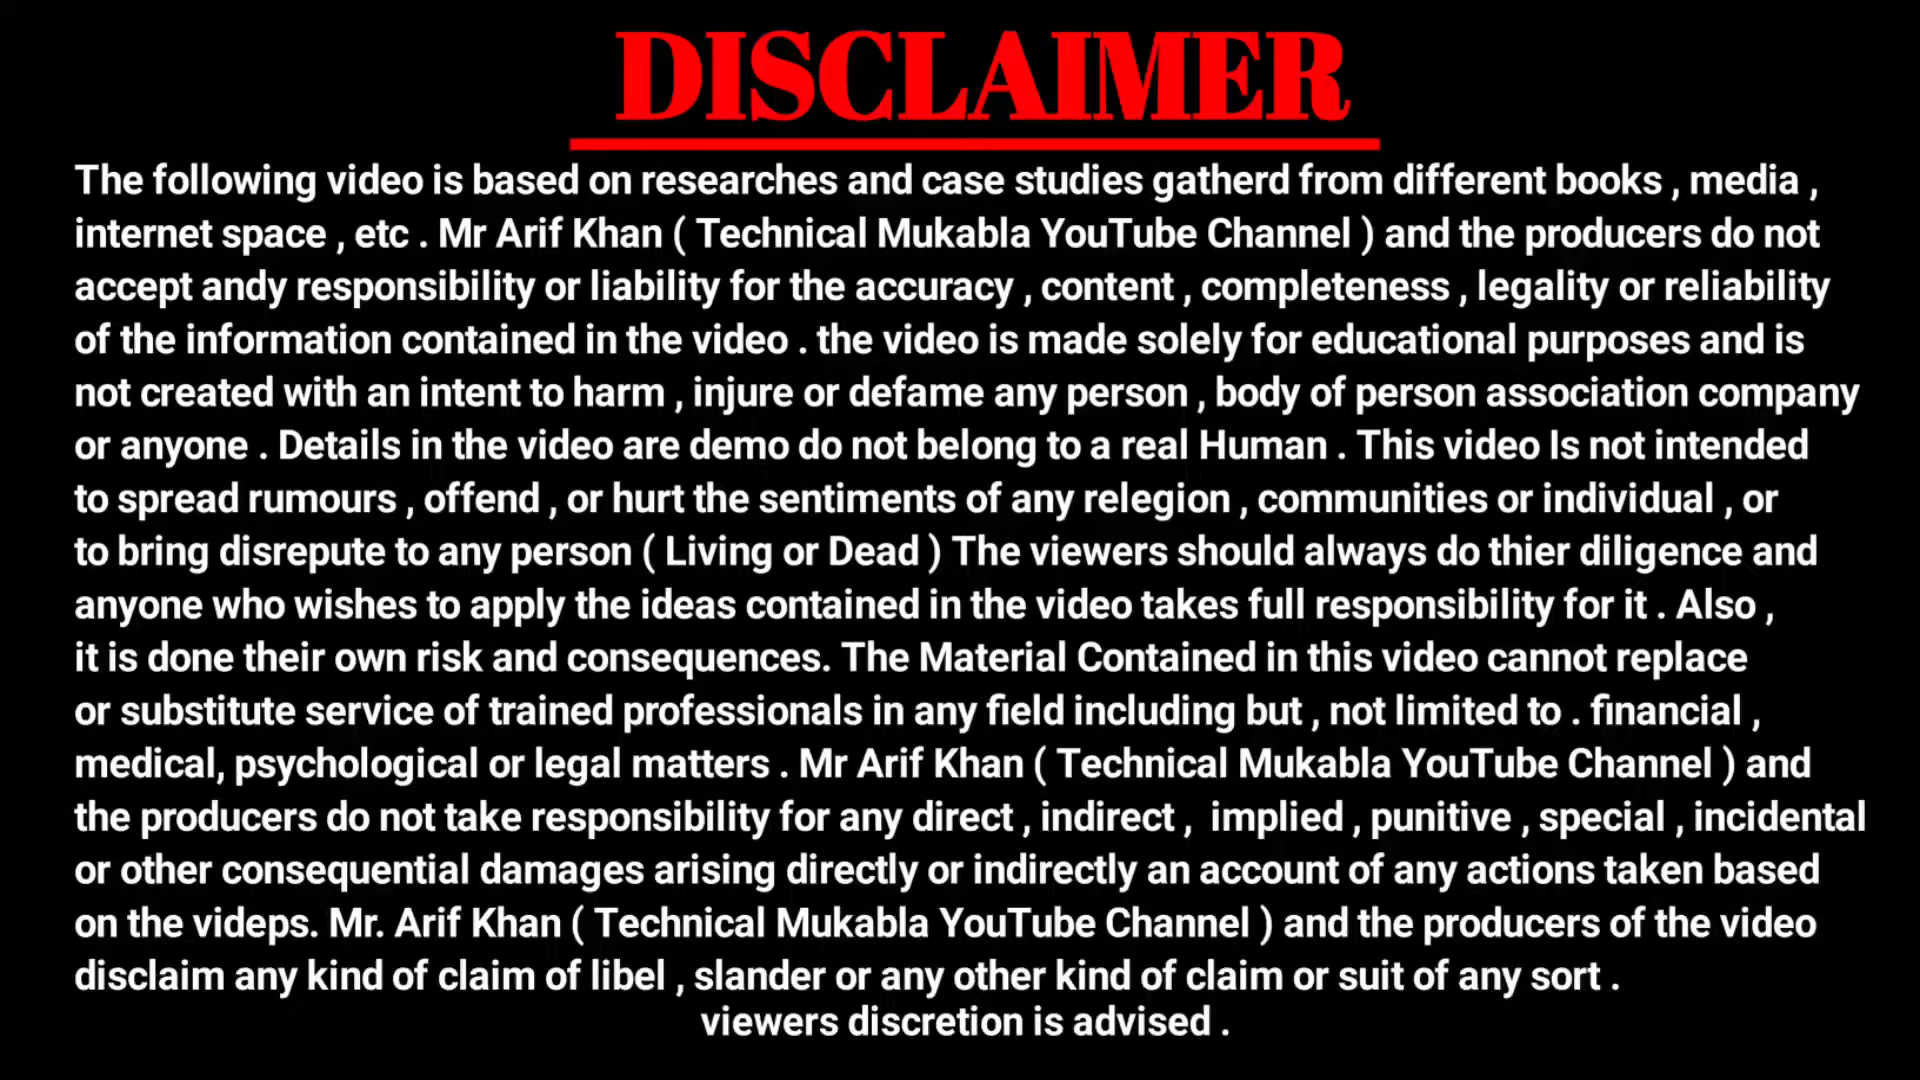 DISCLAIMER
The following video is based on researches and case studies gatherd from different books , media ,
internet space , etc . Mr Arif Khan ( Technical Mukabla YouTube Channel ) and the producers do not
accept andy responsibility or liability for the accuracy , content , completeness , legality or reliability
of the information contained in the video . the video is made solely for educational purposes and is
not created with an intent to harm , injure or defame any person , body of person association company
or anyone . Details in the video are demo do not belong to a real Human . This video Is not intended
to spread rumours , offend , or hurt the sentiments of any relegion , communities or individual , or
to bring disrepute to any person ( Living or Dead ) The viewers should always do thier diligence and
anyone who wishes to apply the ideas contained in the video takes full responsibility for it . Also ,
it is done their own risk and consequences. The Material Contained in this video cannot replace
or substitute service of trained professionals in any field including but , not limited to . financial ,
medical, psychological or legal matters . Mr Arif Khan ( Technical Mukabla YouTube Channel ) and
the producers do not take responsibility for any direct , indirect ,  implied , punitive , special , incidental
or other consequential damages arising directly or indirectly an account of any actions taken based
on the videps. Mr. Arif Khan ( Technical Mukabla YouTube Channel ) and the producers of the video
disclaim any kind of claim of libel , slander or any other kind of claim or suit of any sort .
viewers discretion is advised .